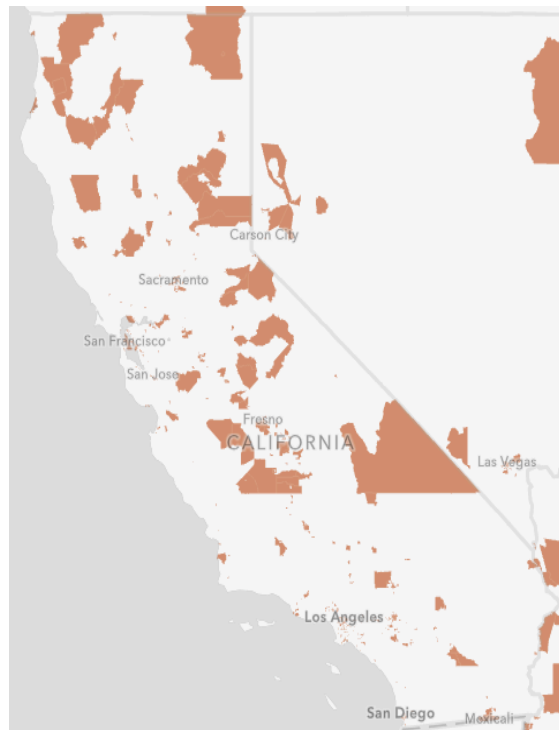 Carson City
Sacramento
San Francisco
San Jose
Fresno
CALIFORNIA
Las Vegas
Los Angeles
San Diego
Mexicali